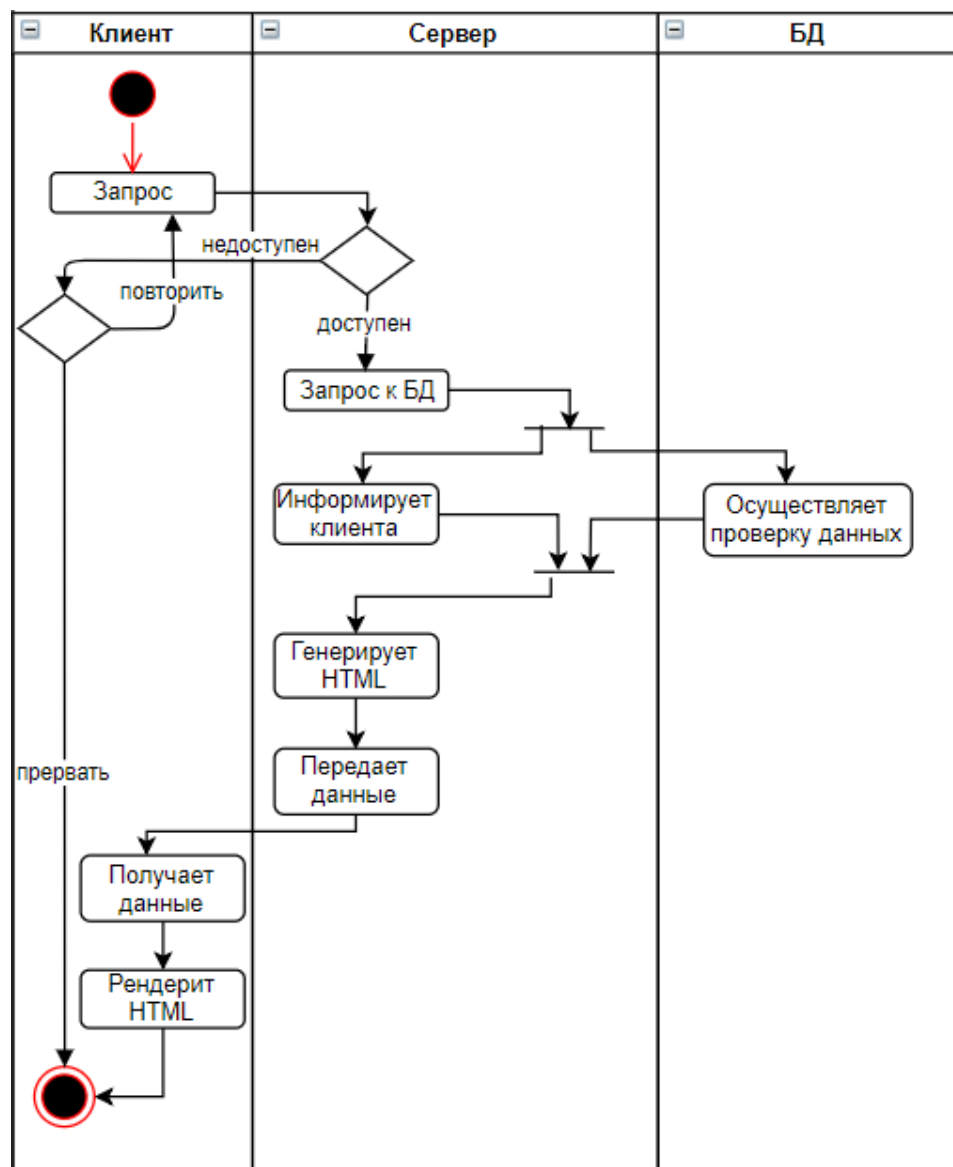 Клиент
Сервер
БД
Запрос
недоступен
повторить
доступен
Запрос к БД
Информирует
клиента
Осуществляет
проверку данных
Генерирует
HTML
Передает
данные
прервать
Получает
данные
Рендерит
HTML